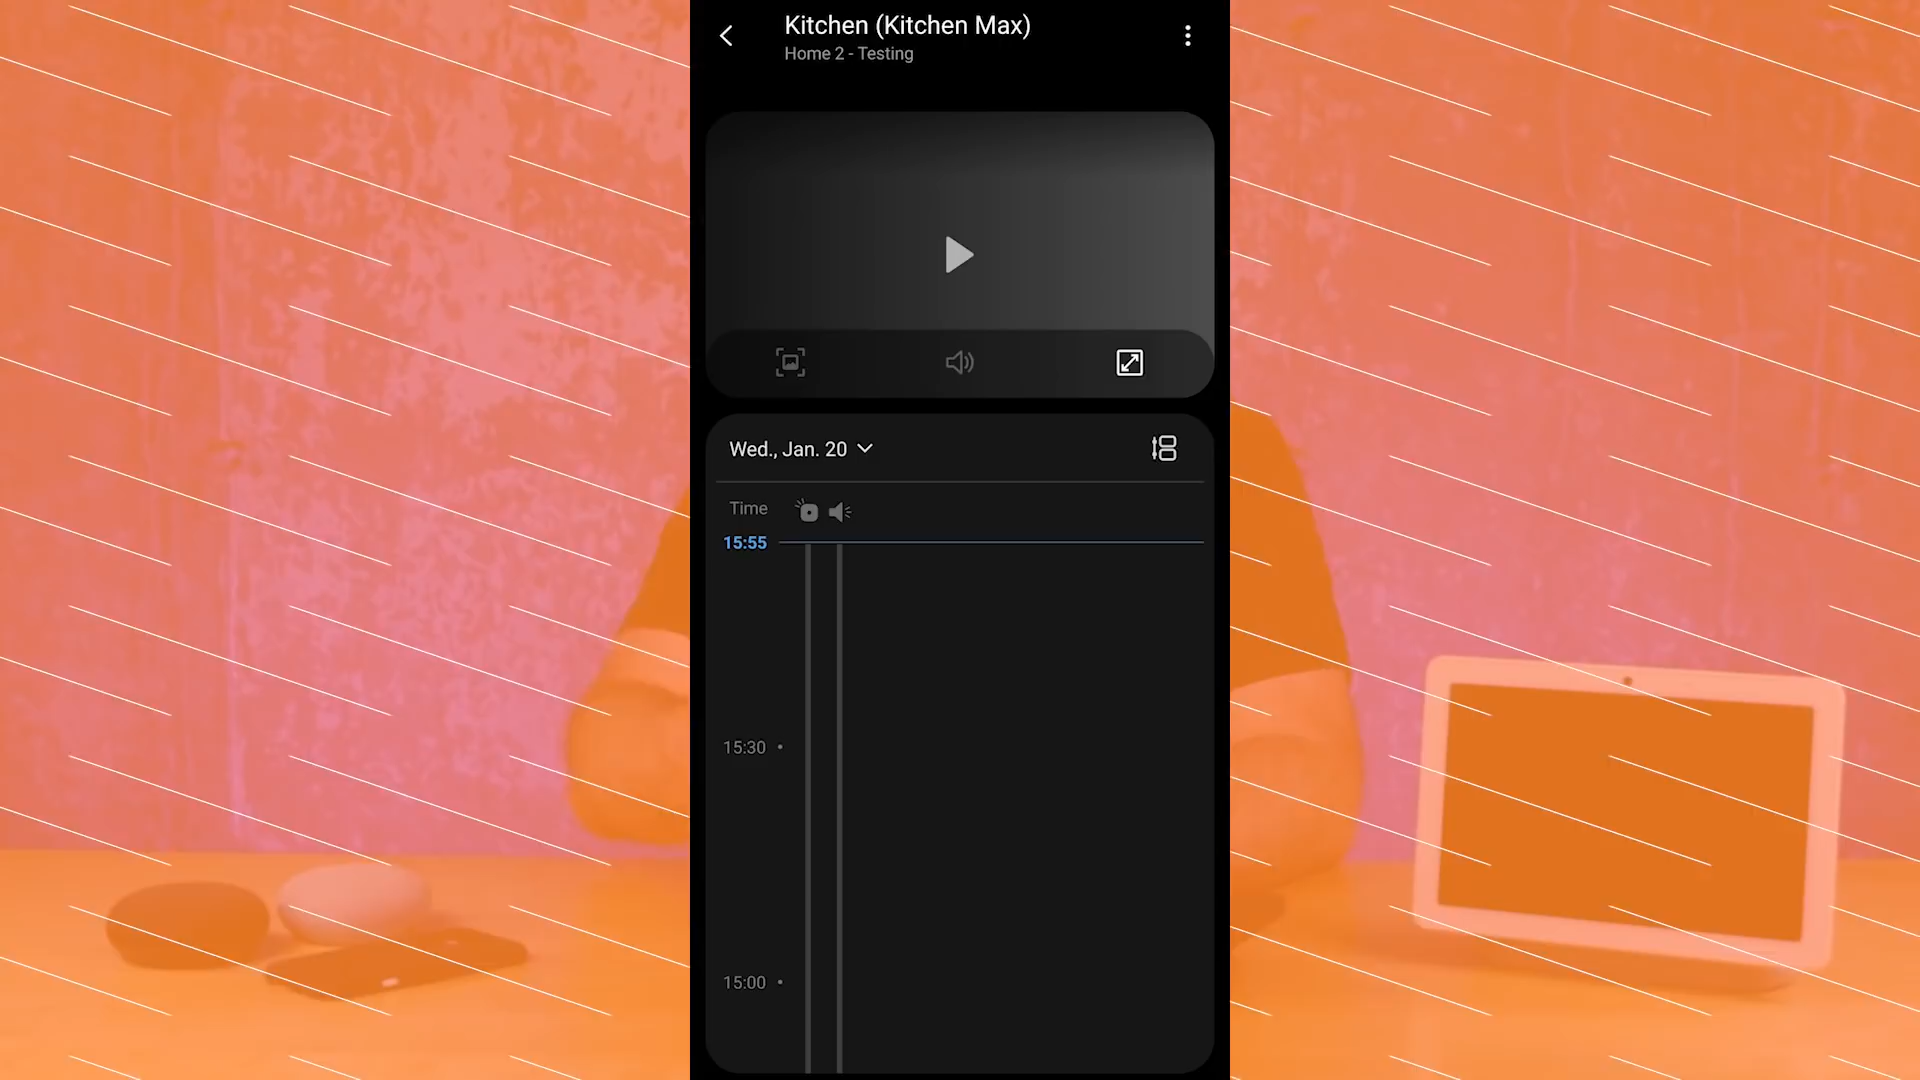 Kitchen (Kitchen Max)
Home 2 - Testing
Wed., Jan. 20
Time
15:55
15:30
15:00